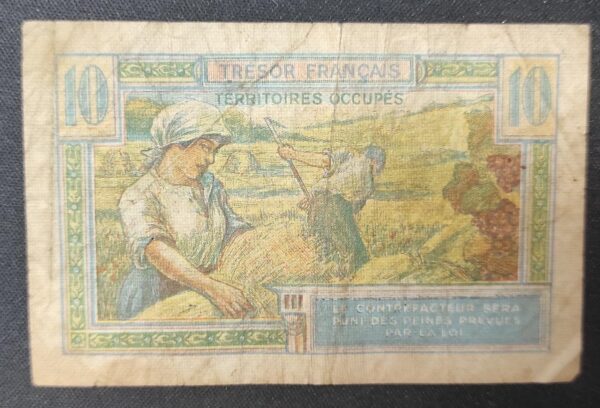 10 TRESOR FRANÇAIS 10
TERRITOIRES OCCUPÉS
LE CONTREFACTEUR SERA
PUNI DES PEINES PREVUES
PAR LA LOI